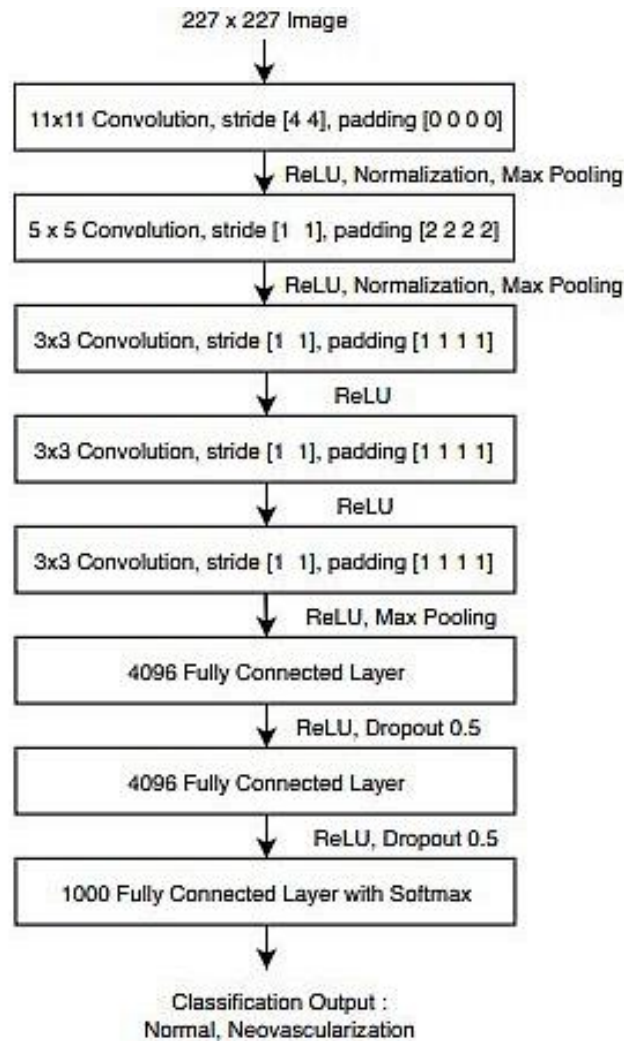 227 x 227 Image
11x11 Convolution, stride [4 4], padding [0 0 0 0]
ReLU, Normalization, Max Pooling
5 x 5 Convolution, stride [1 1], padding [2 2 2 2]
ReLU, Normalization, Max Pooling
3x3 Convolution, stride [1 1], padding [1 1 1 1]
ReLU
3x3 Convolution, stride [1 1], padding [1 1 1 1]
ReLU
3x3 Convolution, stride [1 1], padding [1 1 1 1]
ReLU, Max Pooling
4096 Fully Connected Layer
ReLU, Dropout 0.5
4096 Fully Connected Layer
ReLU, Dropout 0.5
1000 Fully Connected Layer with Softmax
Classification Output :
Normal, Neovascularization